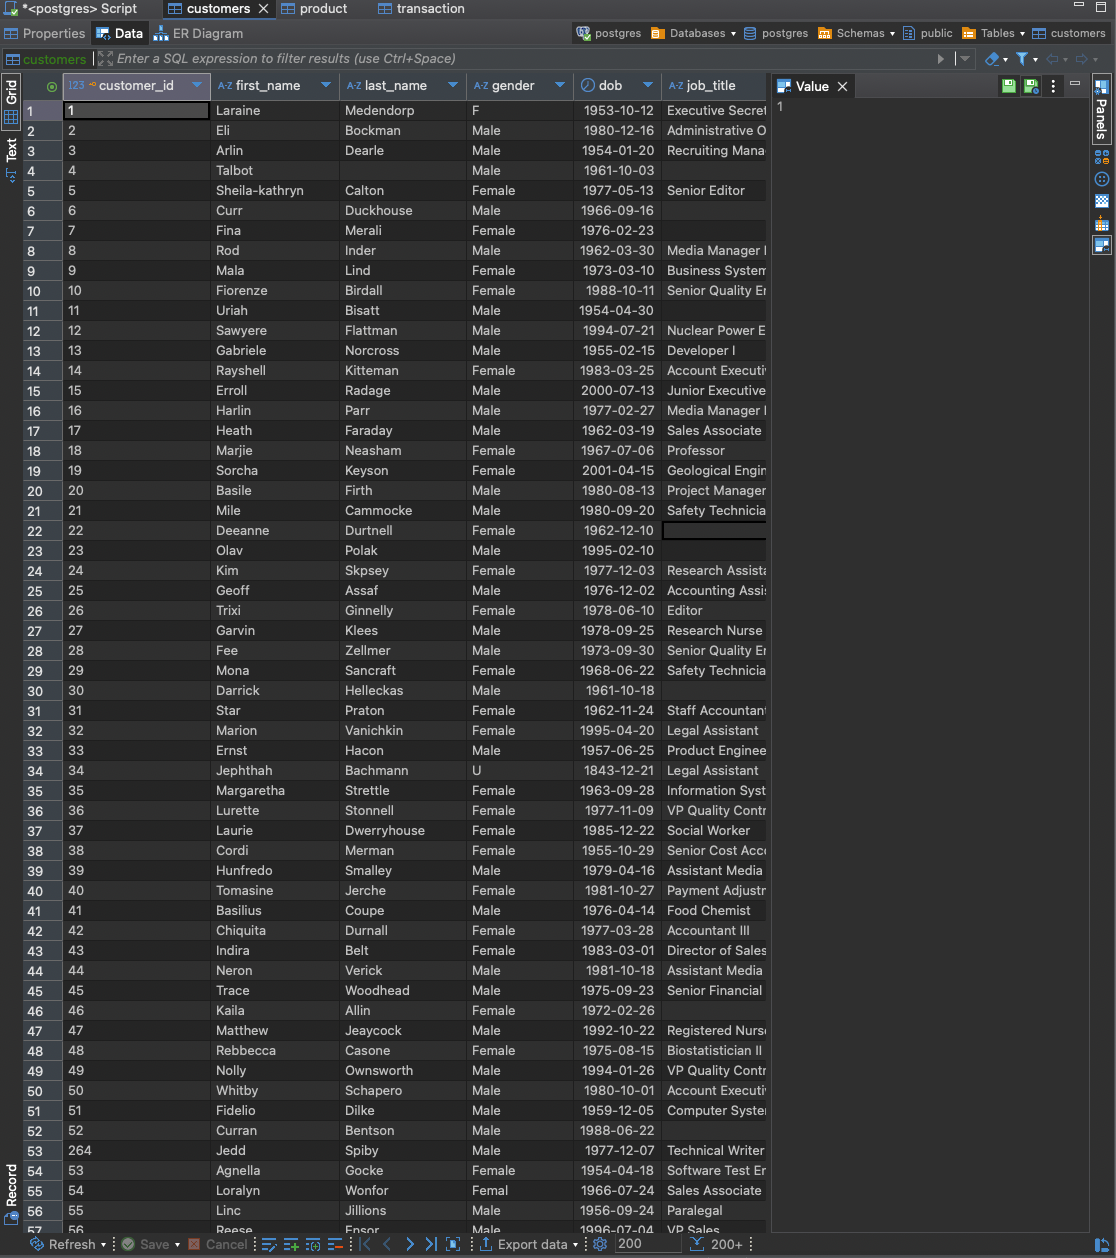 *<postgres> Script customers product transaction
Properties Data ER Diagram postgres Databases postgres Schemas public Tables customers
customers Enter a SQL expression to filter results (use Ctrl+Space)
Grid 123 customer_id A-Z first_name A-Z last_name A-Z gender dob A-Z job_title Value
1 1 Laraine Medendorp F 1953-10-12 Executive Secret 1
2 2 Eli Bockman Male 1980-12-16 Administrative O Panels
3 3 Arlin Dearle Male 1954-01-20 Recruiting Mana
Text
4 4 Talbot Male 1961-10-03
5 5 Sheila-kathryn Calton Female 1977-05-13 Senior Editor
6 6 Curr Duckhouse Male 1966-09-16
7 7 Fina Merali Female 1976-02-23
8 8 Rod Inder Male 1962-03-30 Media Manager
9 9 Mala Lind Female 1973-03-10 Business System
10 10 Fiorenze Birdall Female 1988-10-11 Senior Quality E
11 11 Uriah Bisatt Male 1954-04-30
12 12 Sawyere Flattman Male 1994-07-21 Nuclear Power E
13 13 Gabriele Norcross Male 1955-02-15 Developer I
14 14 Rayshell Kitteman Female 1983-03-25 Account Executi
15 15 Erroll Radage Male 2000-07-13 Junior Executive
16 16 Harlin Parr Male 1977-02-27 Media Manager
17 17 Heath Faraday Male 1962-03-19 Sales Associate
18 18 Marjie Neasham Female 1967-07-06 Professor
19 19 Sorcha Keyson Female 2001-04-15 Geological Engin
20 20 Basile Firth Male 1980-08-13 Project Manager
21 21 Mile Cammocke Male 1980-09-20 Safety Technicia
22 22 Deeanne Durtnell Female 1962-12-10
23 23 Olav Polak Male 1995-02-10
24 24 Kim Skpsey Female 1977-12-03 Research Assista
25 25 Geoff Assaf Male 1976-12-02 Accounting Assi
26 26 Trixi Ginnelly Female 1978-06-10 Editor
27 27 Garvin Klees Male 1978-09-25 Research Nurse
28 28 Fee Zellmer Male 1973-09-30 Senior Quality E
29 29 Mona Sancraft Female 1968-06-22 Safety Technicia
30 30 Darrick Helleckas Male 1961-10-18
31 31 Star Praton Female 1962-11-24 Staff Accountant
32 32 Marion Vanichkin Female 1995-04-20 Legal Assistant
33 33 Ernst Hacon Male 1957-06-25 Product Enginee
34 34 Jephthah Bachmann U 1843-12-21 Legal Assistant
35 35 Margaretha Strettle Female 1963-09-28 Information Syst
36 36 Lurette Stonnell Female 1977-11-09 VP Quality Contr
37 37 Laurie Dwerryhouse Female 1985-12-22 Social Worker
38 38 Cordi Merman Female 1955-10-29 Senior Cost Acc
39 39 Hunfredo Smalley Male 1979-04-16 Assistant Media
40 40 Tomasine Jerche Female 1981-10-27 Payment Adjustr
41 41 Basilius Coupe Male 1976-04-14 Food Chemist
42 42 Chiquita Durnall Female 1977-03-28 Accountant III
43 43 Indira Belt Female 1983-03-01 Director of Sales
44 44 Neron Verick Male 1981-10-18 Assistant Media
45 45 Trace Woodhead Male 1975-09-23 Senior Financial
46 46 Kaila Allin Female 1972-02-26
47 47 Matthew Jeaycock Male 1992-10-22 Registered Nurs
48 48 Rebbecca Casone Female 1975-08-15 Biostatistician II
49 49 Nolly Ownsworth Male 1994-01-26 VP Quality Contr
50 50 Whitby Schapero Male 1980-10-01 Account Executi
51 51 Fidelio Dilke Male 1959-12-05 Computer Syste
52 52 Curran Bentson Male 1988-06-22
53 264 Jedd Spiby Male 1977-12-07 Technical Writer
54 53 Agnella Gocke Female 1954-04-18 Software Test E
55 54 Loralyn Wonfor Femal 1966-07-24 Sales Associate
56 55 Linc Jillions Male 1956-09-24 Paralegal
57 56 Reese Ensor Male 1996-07-04 VP Sales
Record
Refresh Save Cancel Export data 200 200+